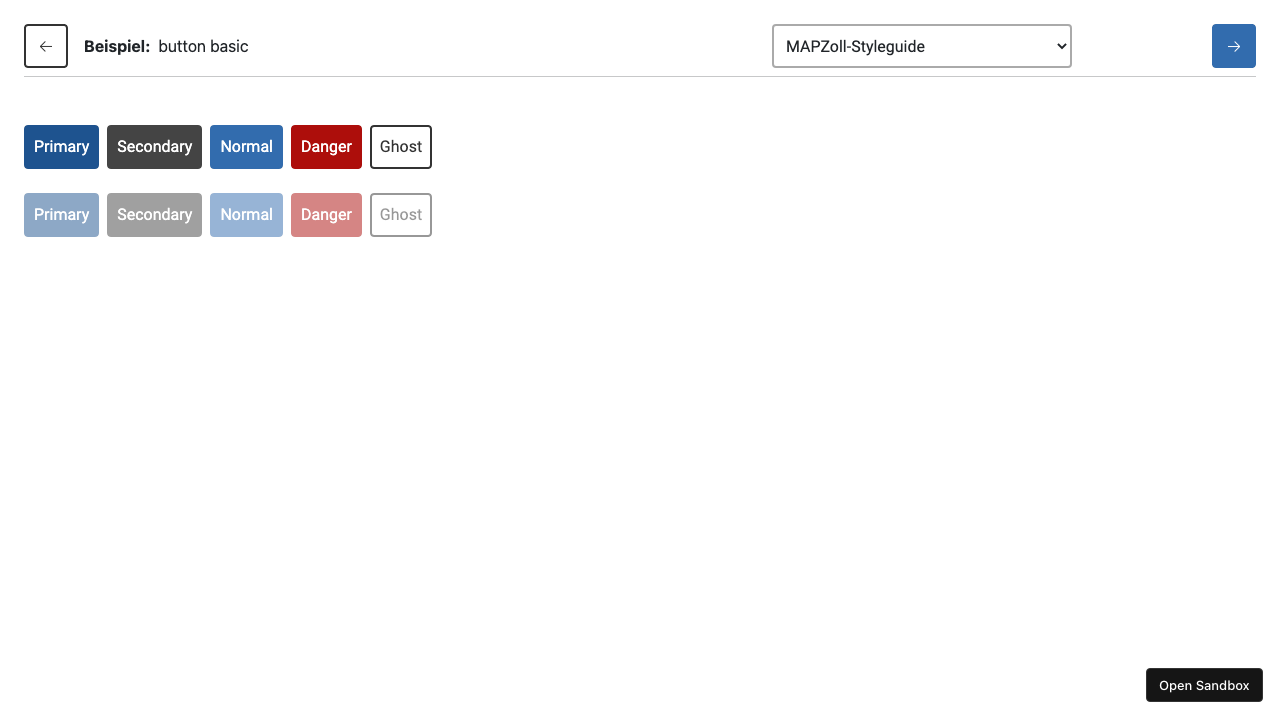 Beispiel: button basic MAPZoll-Styleguide
Primary Secondary Normal Danger Ghost
Primary Secondary Normal Danger Ghost
Open Sandbox